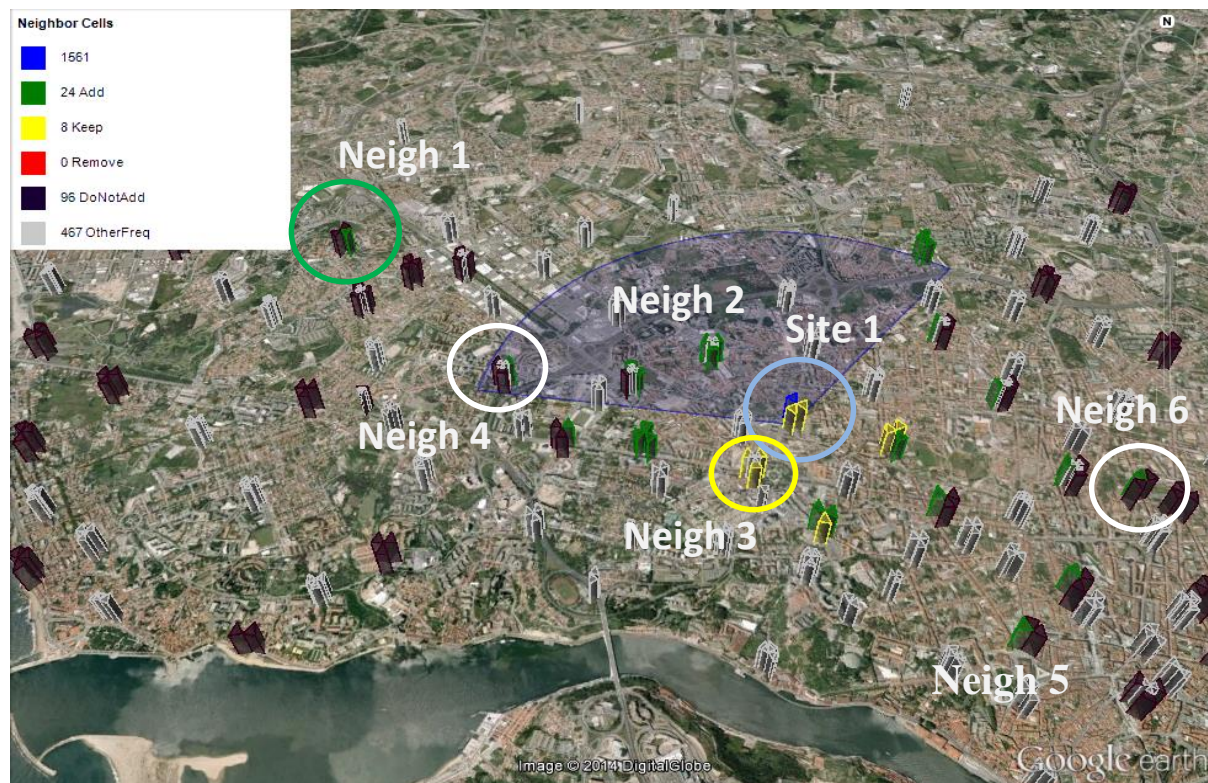 Neighbor Cells
1561
24 Add
8 Keep
0 Remove
96 DoNotAdd
467 OtherFreq
N
Neigh 1
Neigh 2
Site 1
Neigh 4
Neigh 6
Neigh 3
Neigh 5
Image © 2014 DigitalGlobe
Google earth